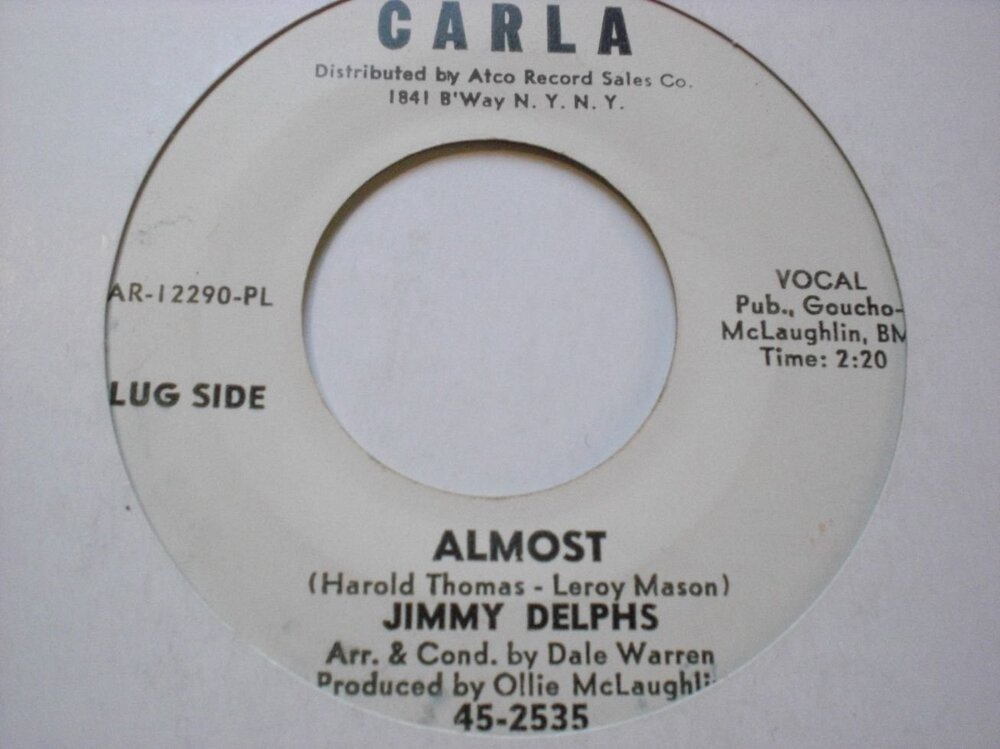 CARLA
Distributed by Atco Record Sales Co.
1841 B'Way N. Y. N. Y.
AR-12290-PL
LUG SIDE
VOCAL
Pub., Goucho-
McLaughlin, BM
Time: 2:20
ALMOST
(Harold Thomas - Leroy Mason)
JIMMY DELPHS
Arr. & Cond. by Dale Warren
Produced by Ollie McLaughli
45-2535